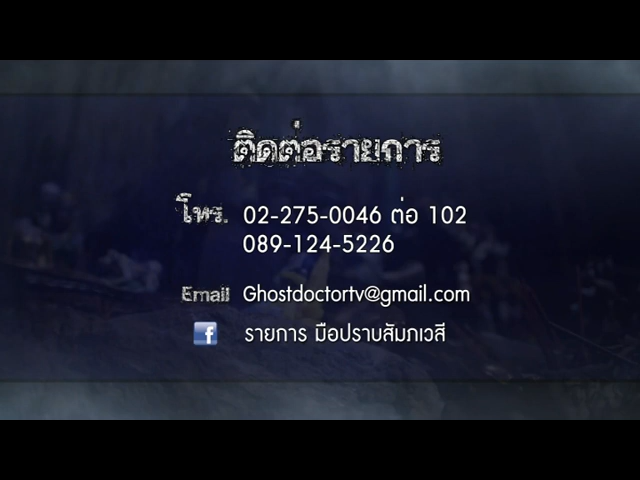 ติดต่อรายการ
โทร. 02-275-0046 ต่อ 102
089-124-5226
Email Ghostdoctortv@gmail.com
f รายการ มือปราบสัมภเวสี